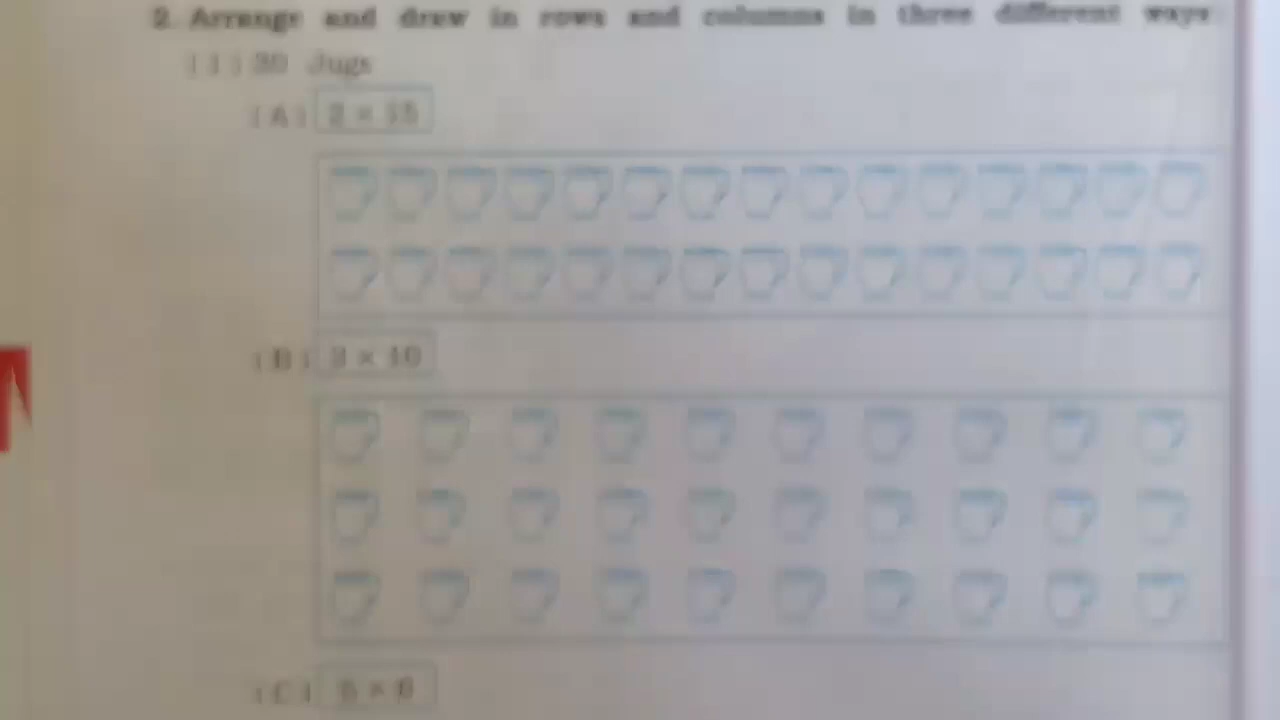 2. Arrange and draw in rows and columns in three different ways
( 1 ) 30 Jugs
( A ) 2 × 15
( B ) 3 × 10
( C ) 5 × 6